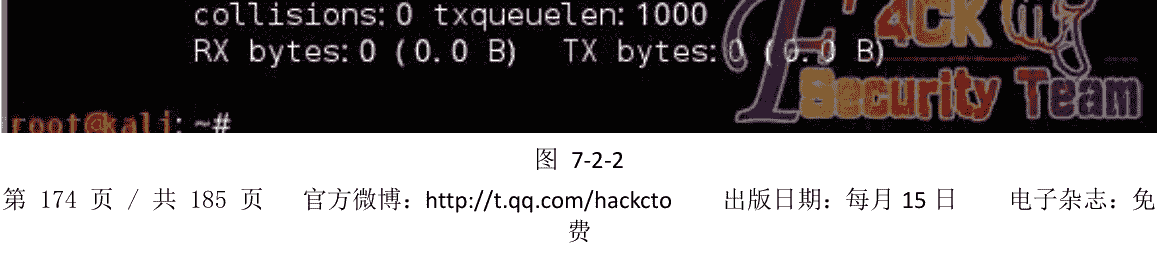 collisions:0 txqueuelen:1000
RX bytes:0 (0.0 B)  TX bytes:0 (0.0 B)
4CK
Security Team
root@kali:~#
图 7-2-2
第 174 页 / 共 185 页  官方微博：http://t.qq.com/hackcto  出版日期：每月 15 日  电子杂志：免
费